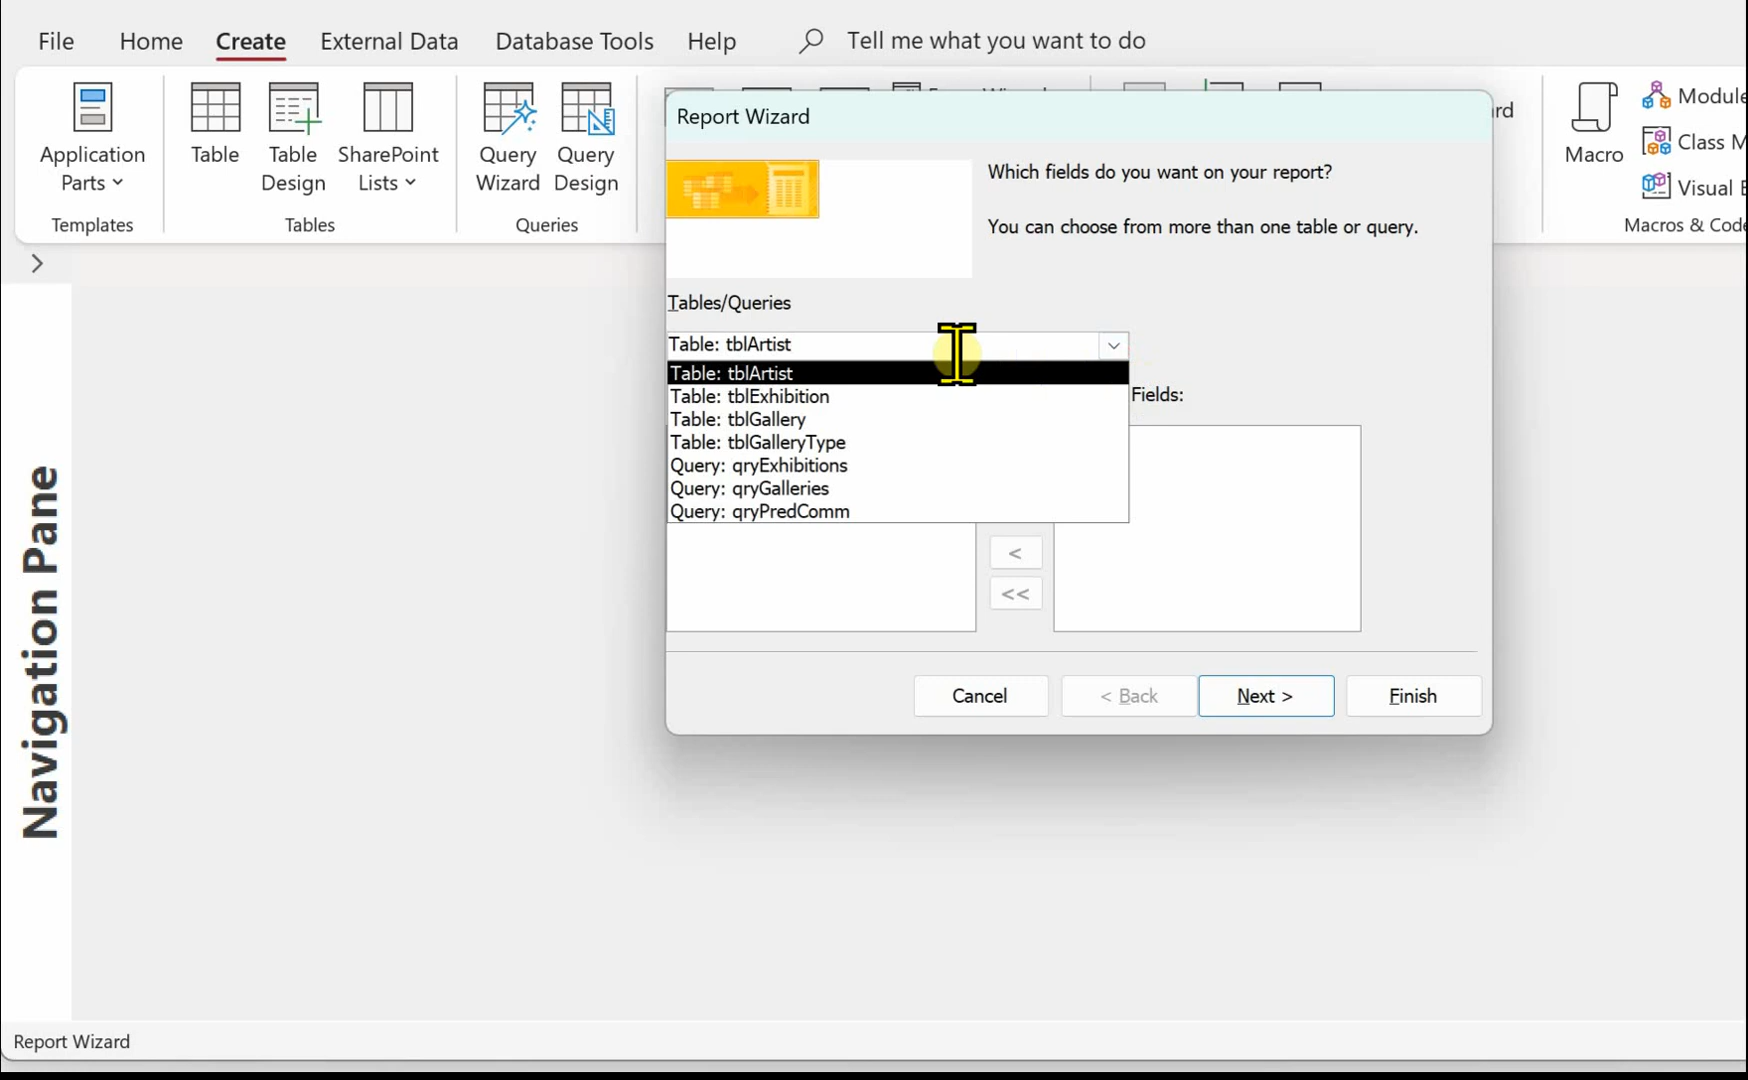 File Home Create External Data Database Tools Help Tell me what you want to do
Application Parts
Templates
Table
Table Design
SharePoint Lists
Tables
Query Wizard
Query Design
Queries
Macro
Module
Class M
Visual
Macros & Code
Report Wizard
Which fields do you want on your report?
You can choose from more than one table or query.
Tables/Queries
Table: tblArtist
Table: tblArtist
Table: tblExhibition
Table: tblGallery
Table: tblGalleryType
Query: qryExhibitions
Query: qryGalleries
Query: qryPredComm
Fields:
<
<<
Cancel
< Back
Next >
Finish
Navigation Pane
Report Wizard